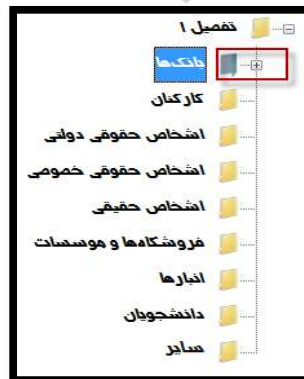 تفصیل ۱
بانک‌ها
کارکنان
اشخاص حقوقی دولتی
اشخاص حقوقی خصوصی
اشخاص حقیقی
فروشگاه‌ها و موسسات
انبارها
دانشجویان
سایر